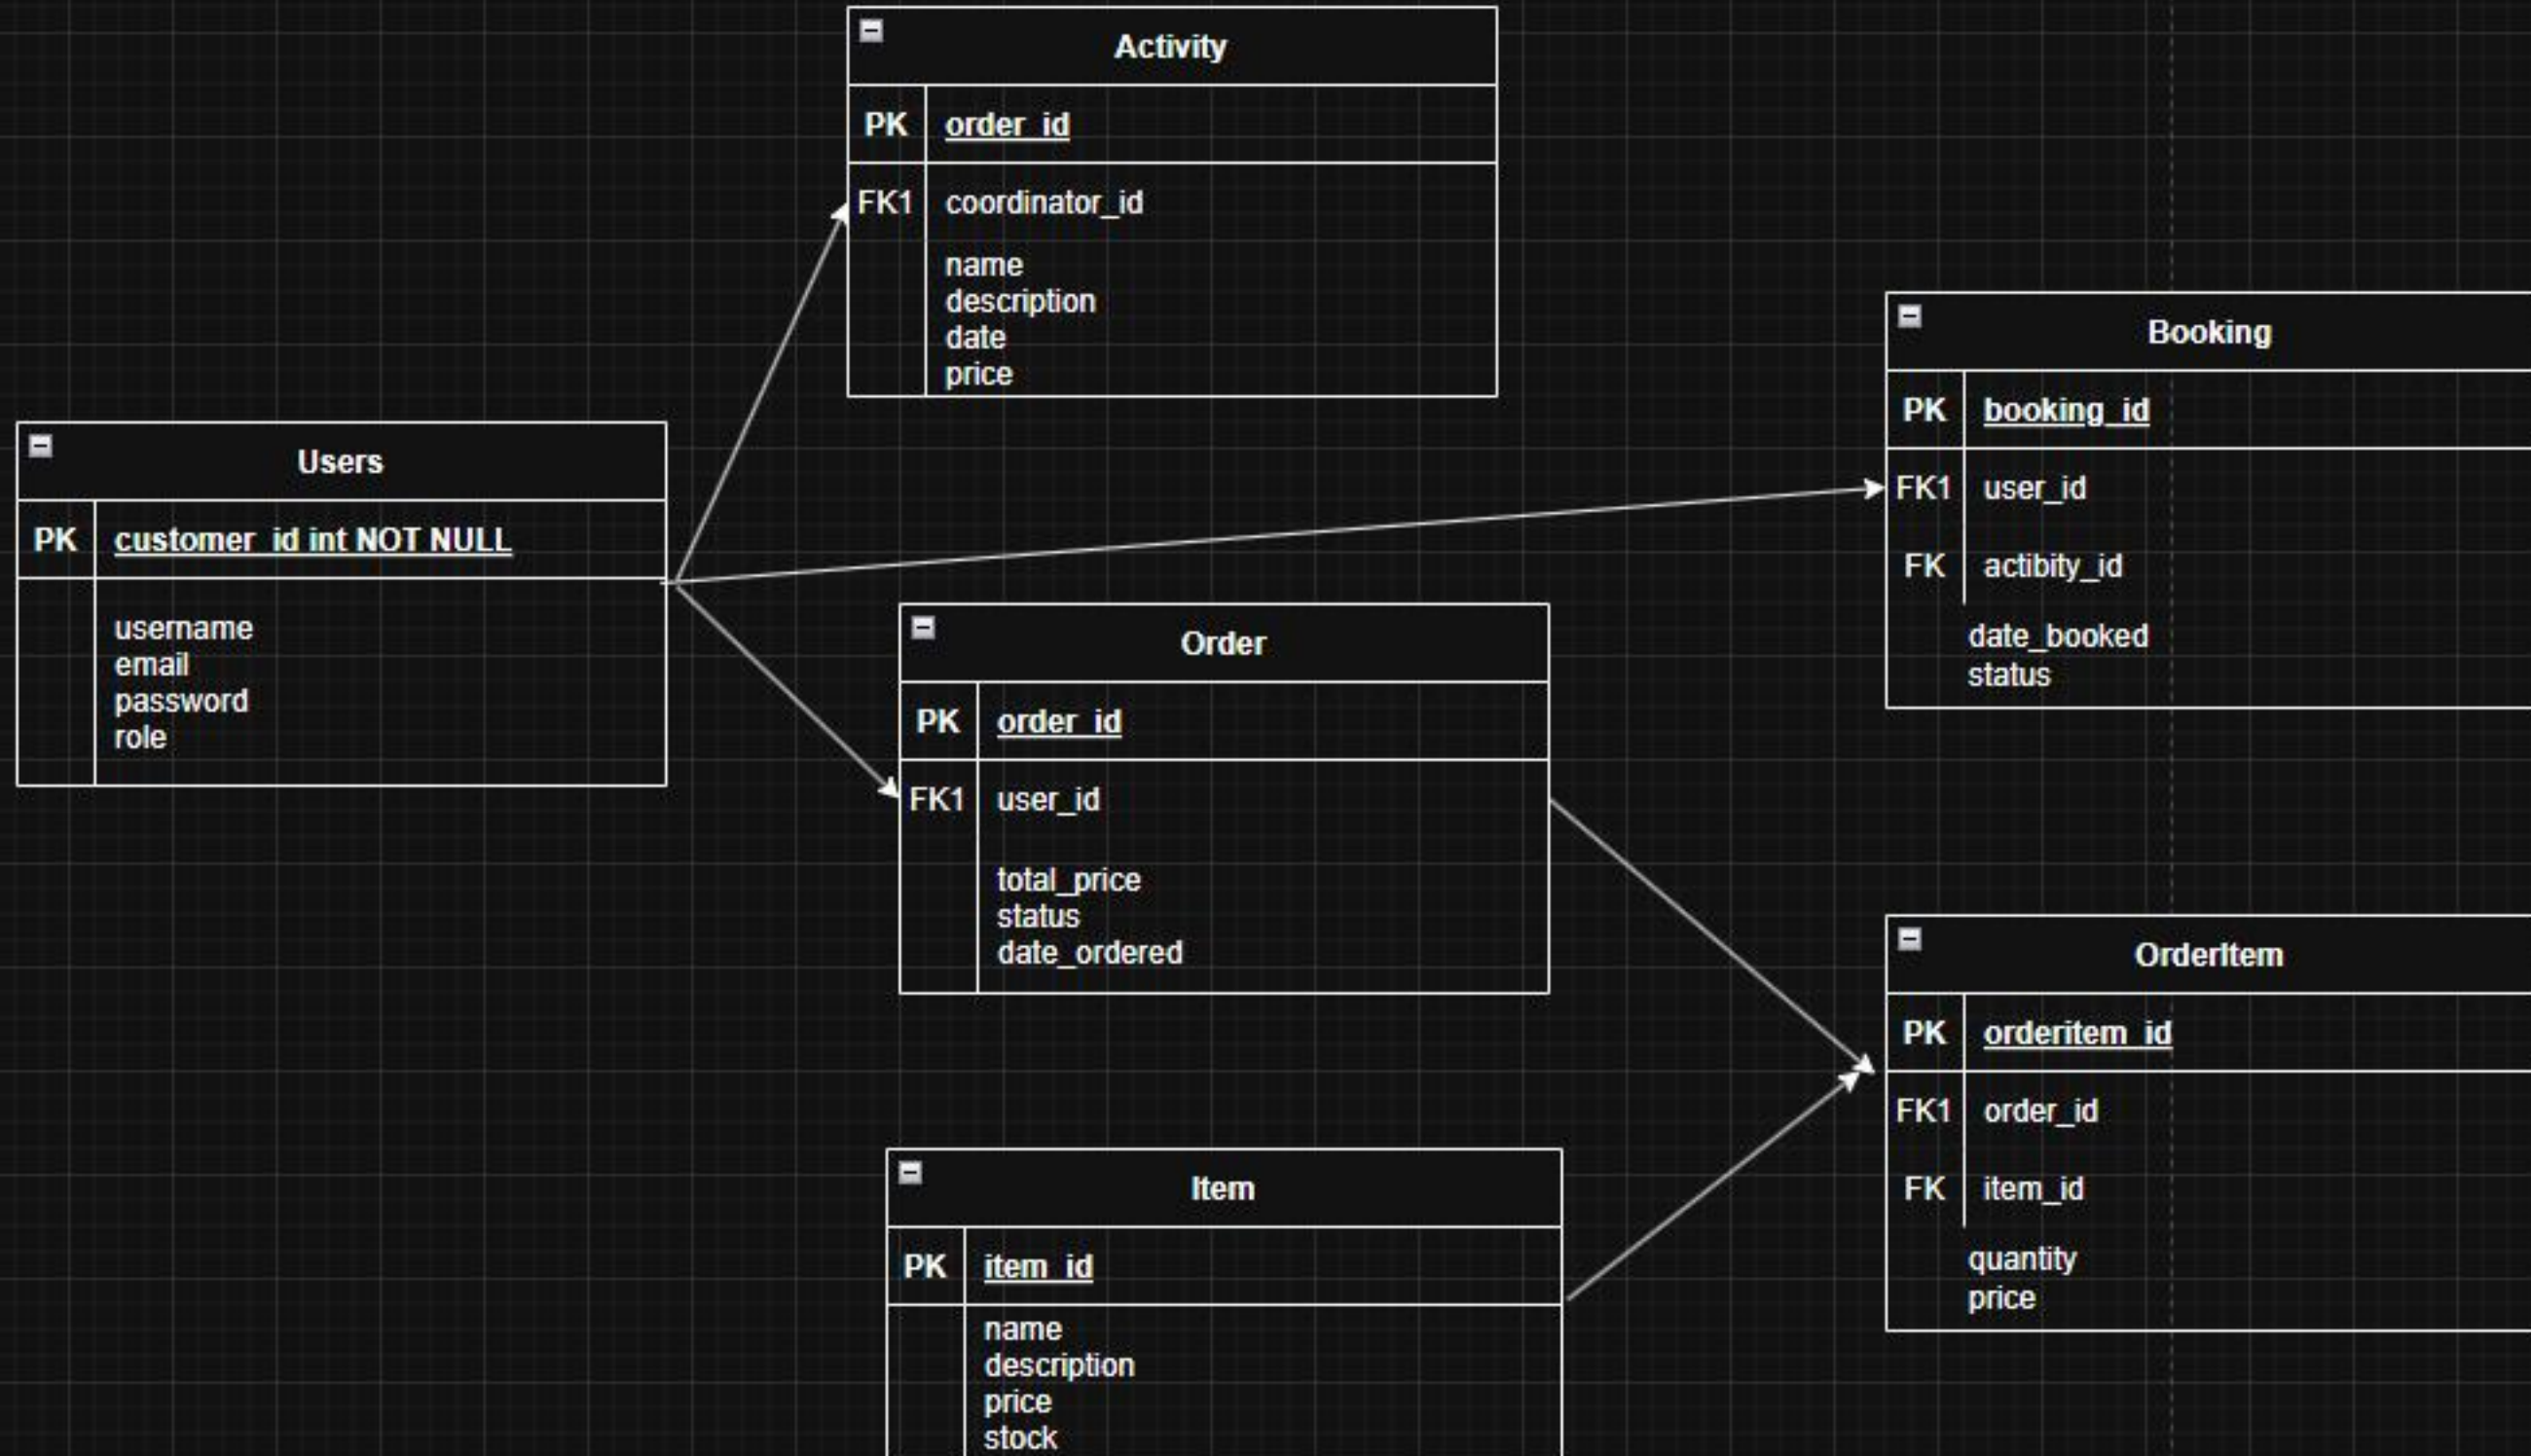 Activity
PK order_id
FK1 coordinator_id
name
description
date
price
Users
PK customer_id int NOT NULL
username
email
password
role
Booking
PK booking_id
FK1 user_id
FK actibity_id
date_booked
status
Order
PK order_id
FK1 user_id
total_price
status
date_ordered
OrderItem
PK orderitem_id
FK1 order_id
FK item_id
quantity
price
Item
PK item_id
name
description
price
stock